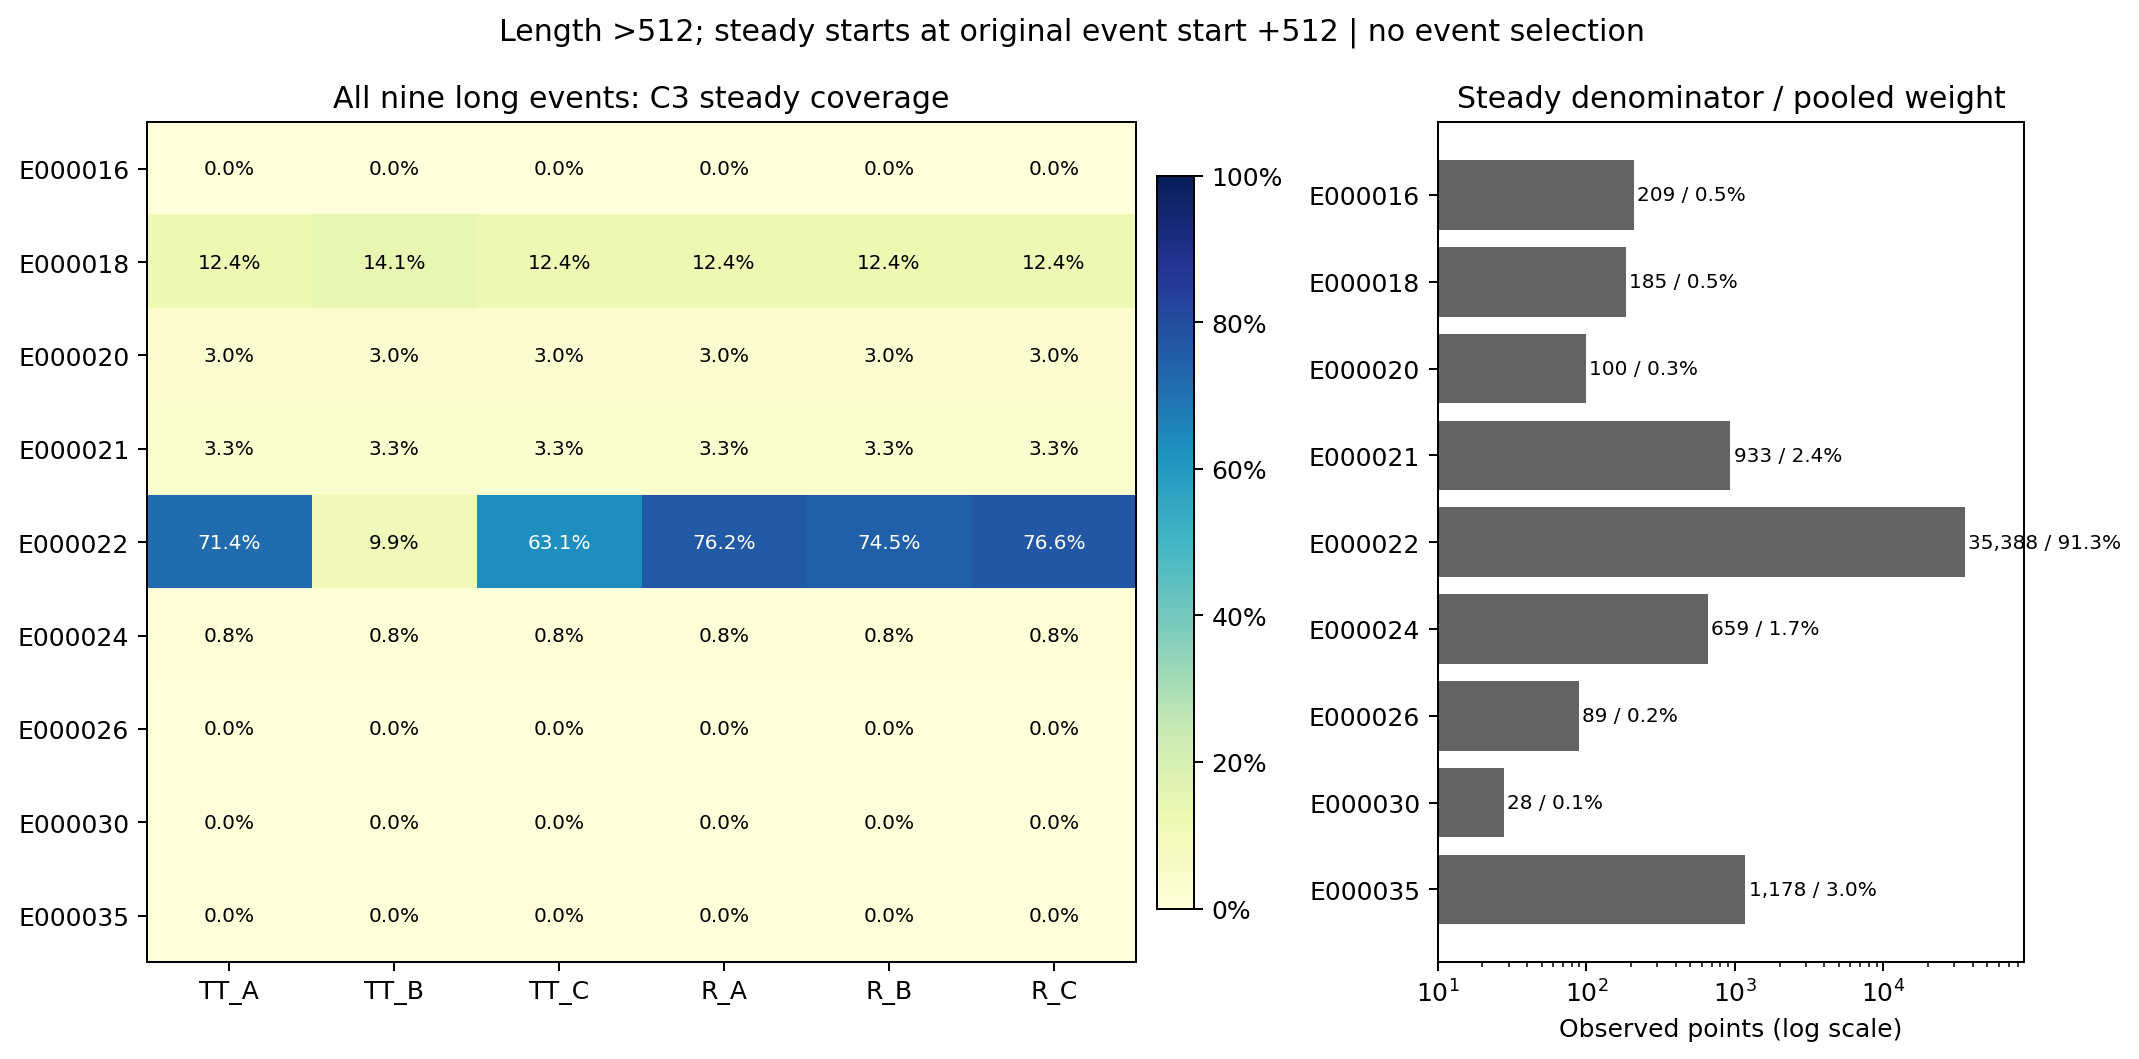 Length >512; steady starts at original event start +512 | no event selection
All nine long events: C3 steady coverage
E000016 0.0% 0.0% 0.0% 0.0% 0.0% 0.0%
E000018 12.4% 14.1% 12.4% 12.4% 12.4% 12.4%
E000020 3.0% 3.0% 3.0% 3.0% 3.0% 3.0%
E000021 3.3% 3.3% 3.3% 3.3% 3.3% 3.3%
E000022 71.4% 9.9% 63.1% 76.2% 74.5% 76.6%
E000024 0.8% 0.8% 0.8% 0.8% 0.8% 0.8%
E000026 0.0% 0.0% 0.0% 0.0% 0.0% 0.0%
E000030 0.0% 0.0% 0.0% 0.0% 0.0% 0.0%
E000035 0.0% 0.0% 0.0% 0.0% 0.0% 0.0%
TT_A TT_B TT_C R_A R_B R_C
100%
80%
60%
40%
20%
0%
Steady denominator / pooled weight
E000016 209 / 0.5%
E000018 185 / 0.5%
E000020 100 / 0.3%
E000021 933 / 2.4%
E000022 35,388 / 91.3%
E000024 659 / 1.7%
E000026 89 / 0.2%
E000030 28 / 0.1%
E000035 1,178 / 3.0%
10¹ 10² 10³ 10⁴
Observed points (log scale)